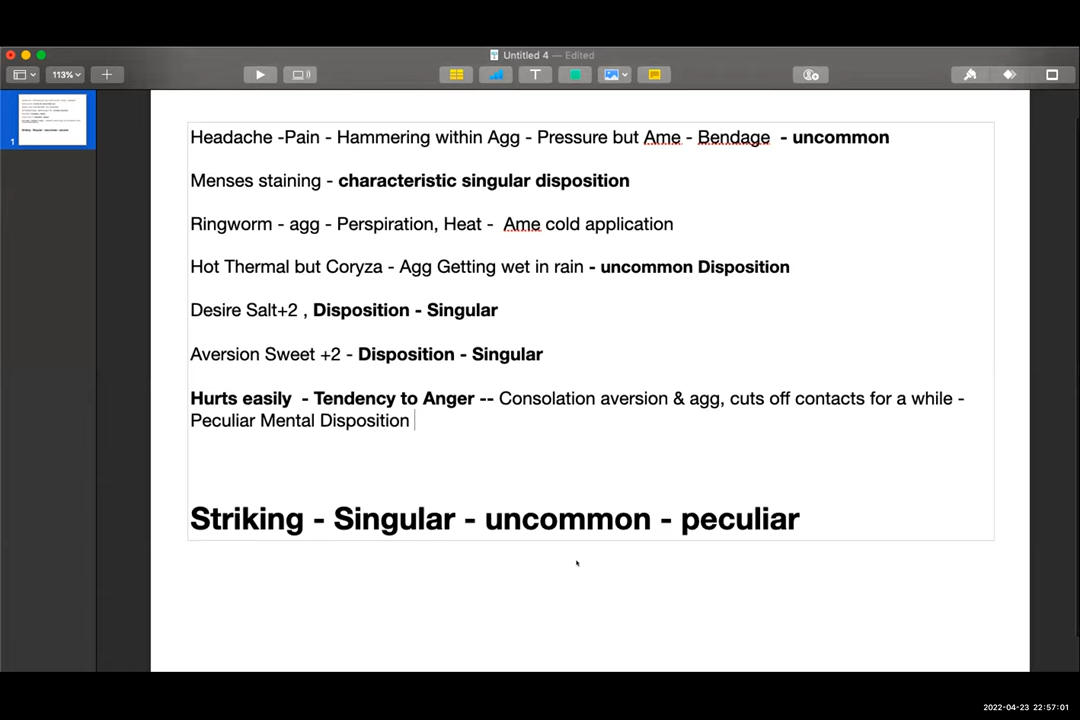 Untitled 4 — Edited
113%
1
Headache -Pain - Hammering within Agg - Pressure but Ame - Bendage - uncommon
Menses staining - characteristic singular disposition
Ringworm - agg - Perspiration, Heat - Ame cold application
Hot Thermal but Coryza - Agg Getting wet in rain - uncommon Disposition
Desire Salt+2 , Disposition - Singular
Aversion Sweet +2 - Disposition - Singular
Hurts easily - Tendency to Anger -- Consolation aversion & agg, cuts off contacts for a while -
Peculiar Mental Disposition
Striking - Singular - uncommon - peculiar
2022-04-23 22:57:01